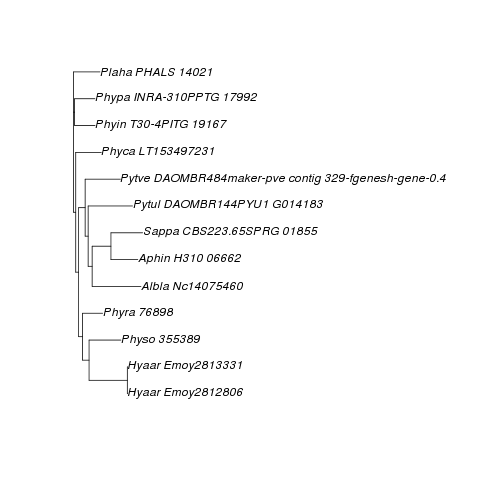 Plaha PHALS 14021
Phypa INRA-310PPTG 17992
Phyin T30-4PITG 19167
Phyca LT153497231
Pytve DAOMBR484maker-pve contig 329-fgenesh-gene-0.4
Pytul DAOMBR144PYU1 G014183
Sappa CBS223.65SPRG 01855
Aphin H310 06662
Albla Nc14075460
Phyra 76898
Physo 355389
Hyaar Emoy2813331
Hyaar Emoy2812806